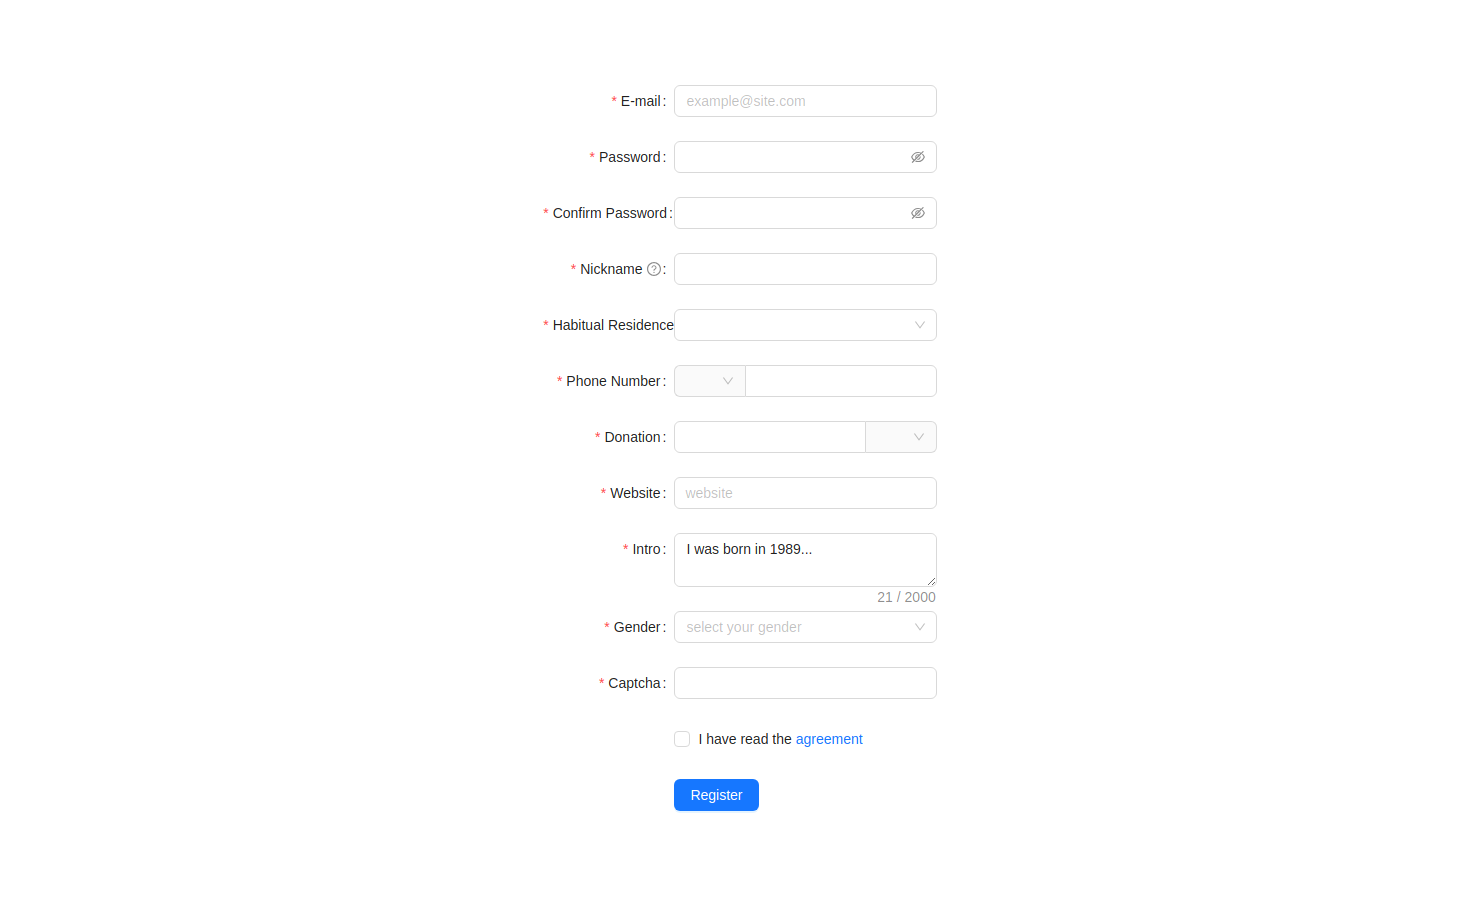 * E-mail : example@site.com
* Password :
* Confirm Password :
* Nickname ? :
* Habitual Residence
* Phone Number :
* Donation :
* Website : website
* Intro : I was born in 1989...
21 / 2000
* Gender : select your gender
* Captcha :
I have read the agreement
Register